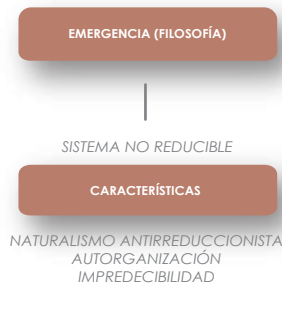 EMERGENCIA (FILOSOFÍA)
SISTEMA NO REDUCIBLE
CARACTERÍSTICAS
NATURALISMO ANTIRREDUCCIONISTA
AUTORGANIZACIÓN
IMPREDECIBILIDAD